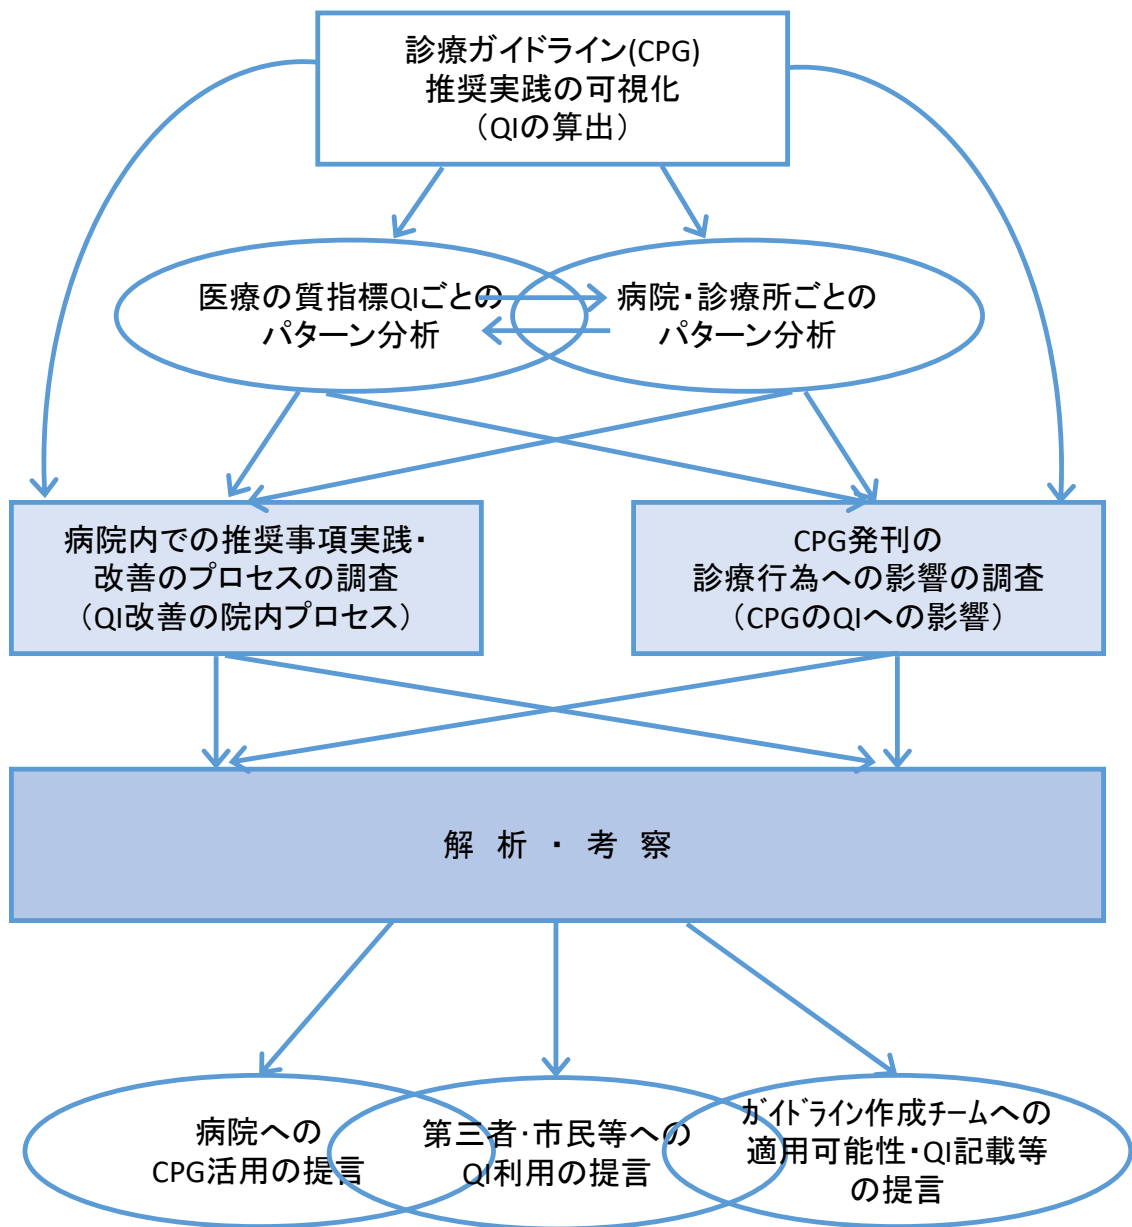 診療ガイドライン(CPG)
推奨実践の可視化
（QIの算出）
医療の質指標QIごとの
パターン分析
病院・診療所ごとの
パターン分析
病院内での推奨事項実践・
改善のプロセスの調査
（QI改善の院内プロセス）
CPG発刊の
診療行為への影響の調査
（CPGのQIへの影響）
解 析 ・ 考 察
病院への
CPG活用の提言
第三者・市民等への
QI利用の提言
ｶﾞｲﾄﾞライン作成チームへの
適用可能性・QI記載等
の提言